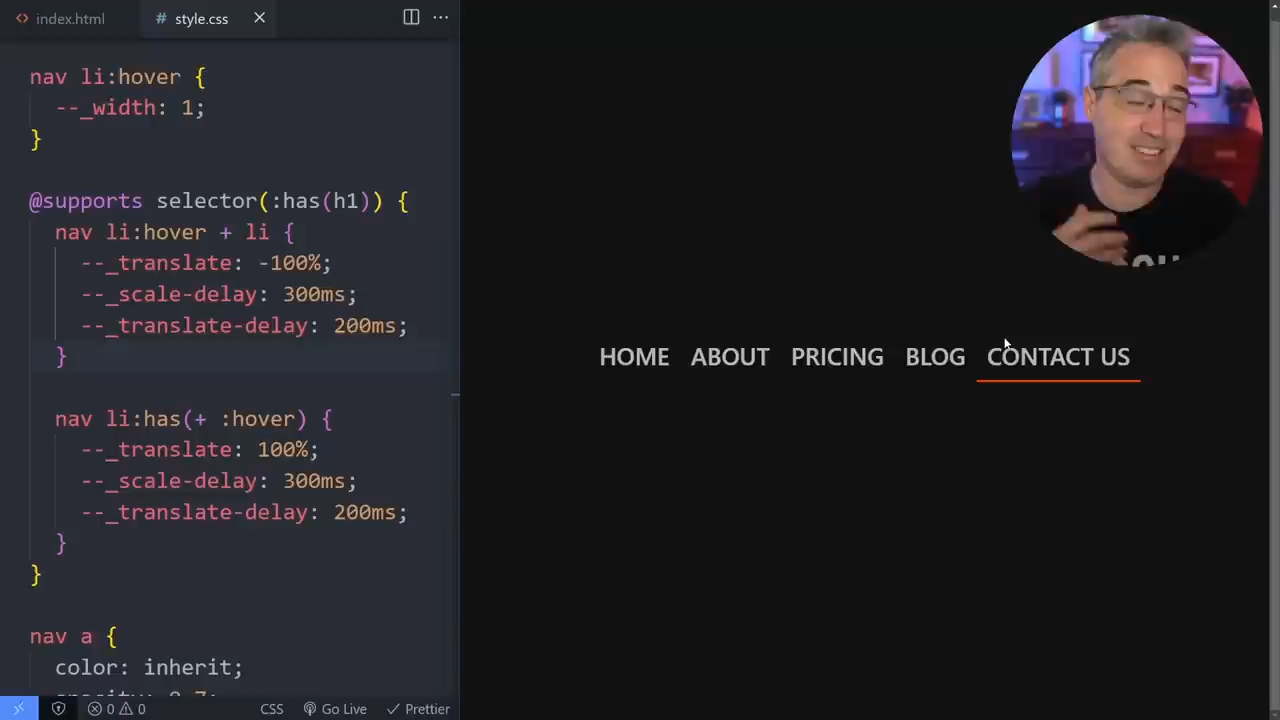 index.html
# style.css
nav li:hover {
--_width: 1;
}
@supports selector(:has(h1)) {
nav li:hover + li {
--_translate: -100%;
--_scale-delay: 300ms;
--_translate-delay: 200ms;
}
nav li:has(+ :hover) {
--_translate: 100%;
--_scale-delay: 300ms;
--_translate-delay: 200ms;
}
}
nav a {
color: inherit;
HOME ABOUT PRICING BLOG CONTACT US
0 0 CSS Go Live Prettier